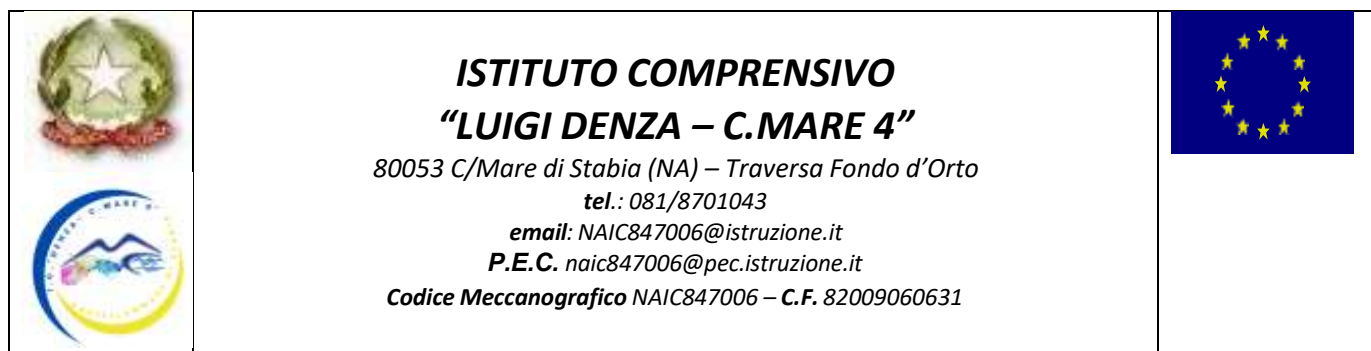 ISTITUTO COMPRENSIVO
“LUIGI DENZA – C.MARE 4”
80053 C/Mare di Stabia (NA) – Traversa Fondo d’Orto
tel.: 081/8701043
email: NAIC847006@istruzione.it
P.E.C. naic847006@pec.istruzione.it
Codice Meccanografico NAIC847006 – C.F. 82009060631